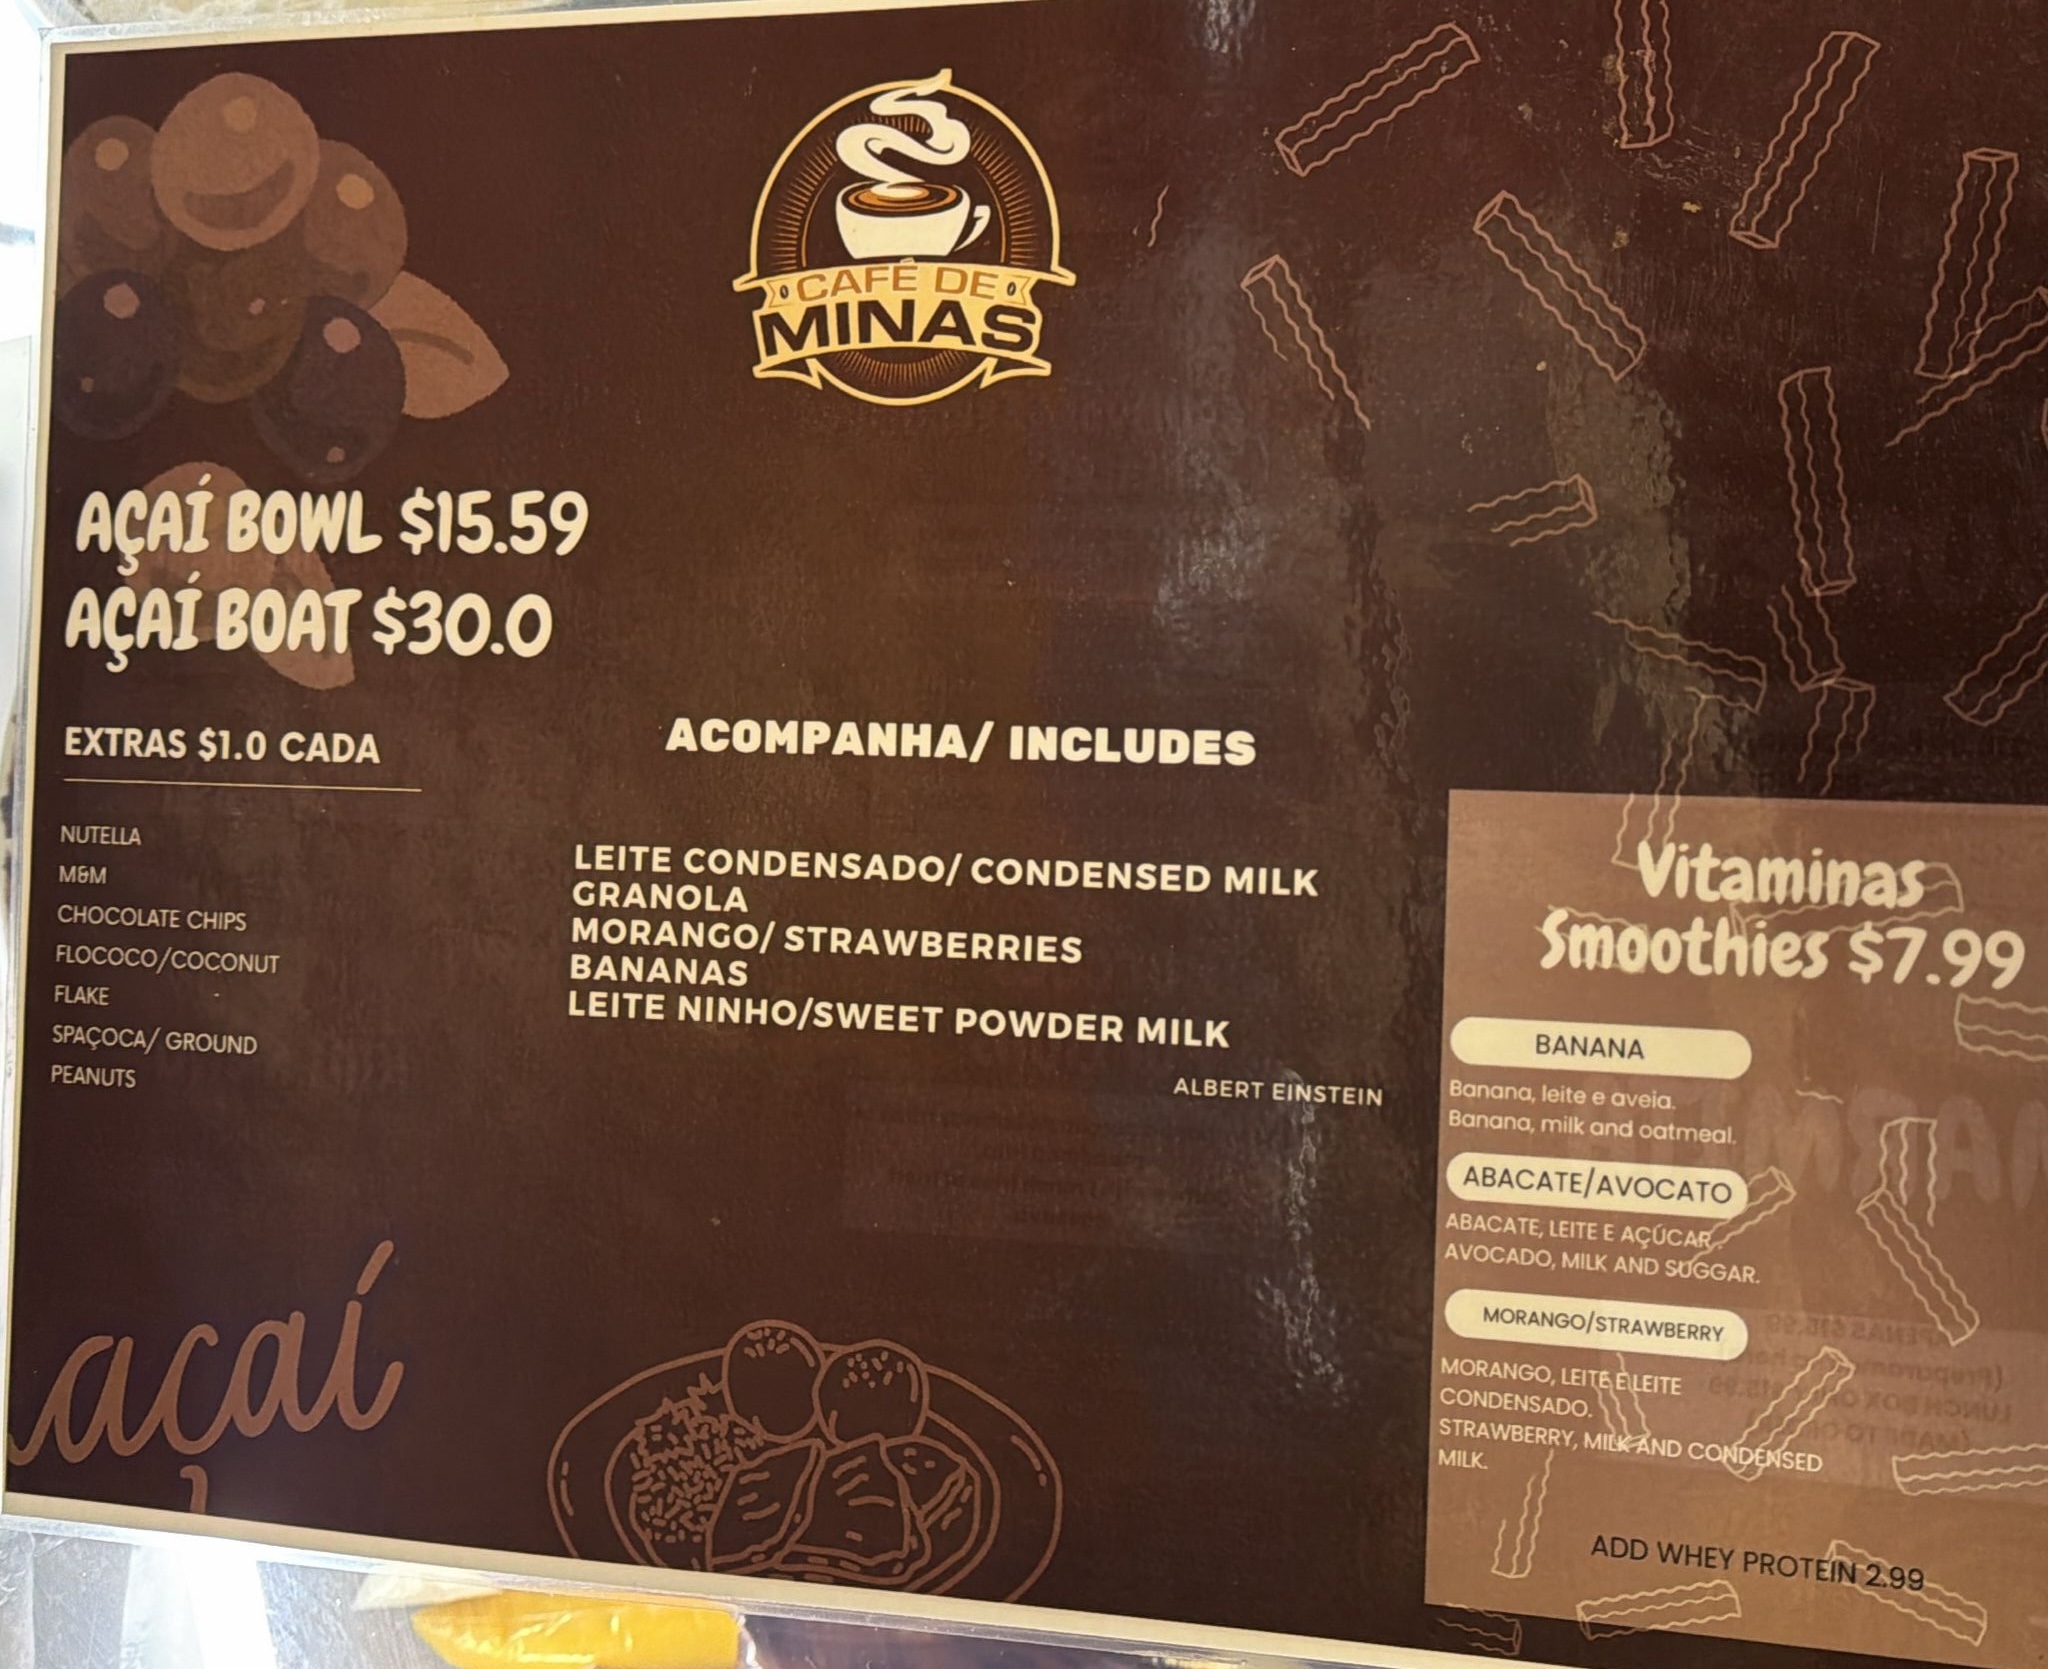 CAFÉ DE
MINAS
AÇAÍ BOWL $15.59
AÇAÍ BOAT $30.0
EXTRAS $1.0 CADA
NUTELLA
M&M
CHOCOLATE CHIPS
FLOCOCO/COCONUT
FLAKE
SPAÇOCA/ GROUND
PEANUTS
açaí
ACOMPANHA/ INCLUDES
LEITE CONDENSADO/ CONDENSED MILK
GRANOLA
MORANGO/ STRAWBERRIES
BANANAS
LEITE NINHO/SWEET POWDER MILK
ALBERT EINSTEIN
Vitaminas
Smoothies $7.99
BANANA
Banana, leite e aveia.
Banana, milk and oatmeal.
ABACATE/AVOCATO
ABACATE, LEITE E AÇÚCAR.
AVOCADO, MILK AND SUGGAR.
MORANGO/STRAWBERRY
MORANGO, LEITE E LEITE
CONDENSADO.
STRAWBERRY, MILK AND CONDENSED
MILK.
ADD WHEY PROTEIN 2.99